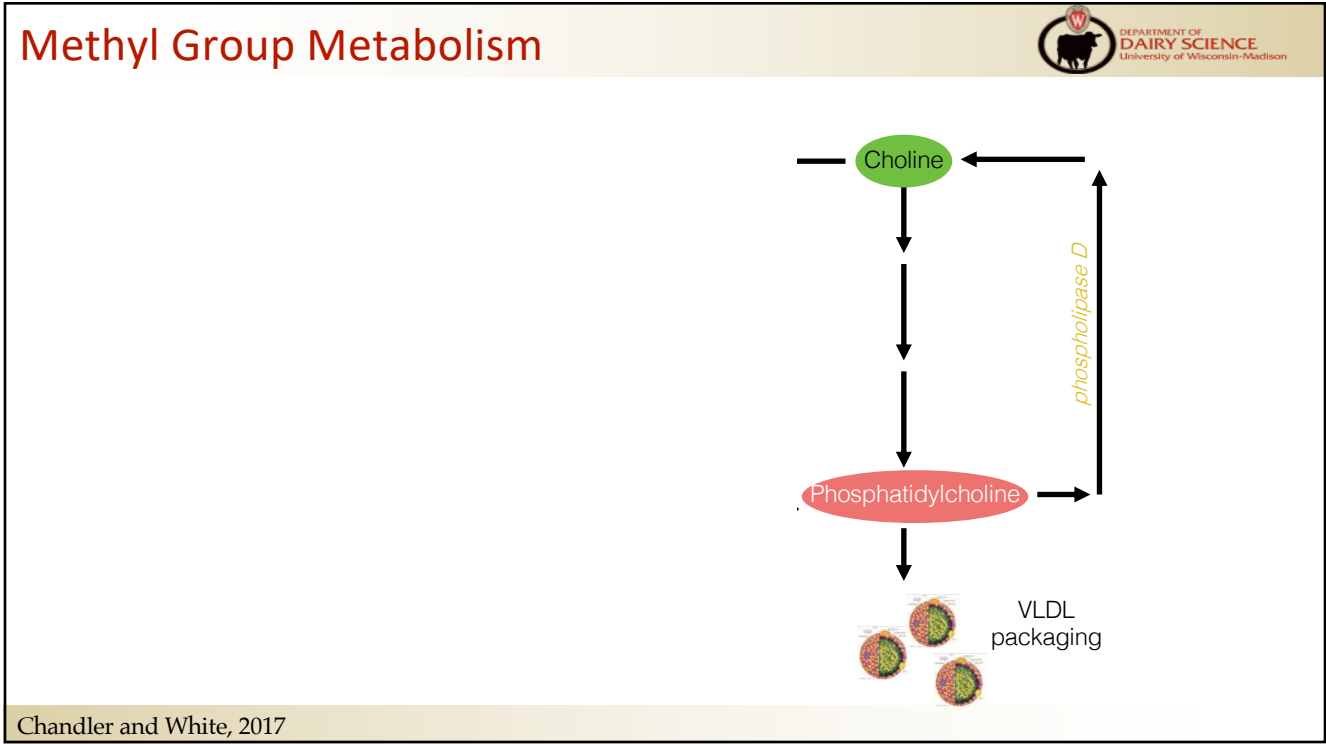 Methyl Group Metabolism
DEPARTMENT OF
DAIRY SCIENCE
University of Wisconsin-Madison
Choline
phospholipase D
Phosphatidylcholine
VLDL
packaging
Chandler and White, 2017